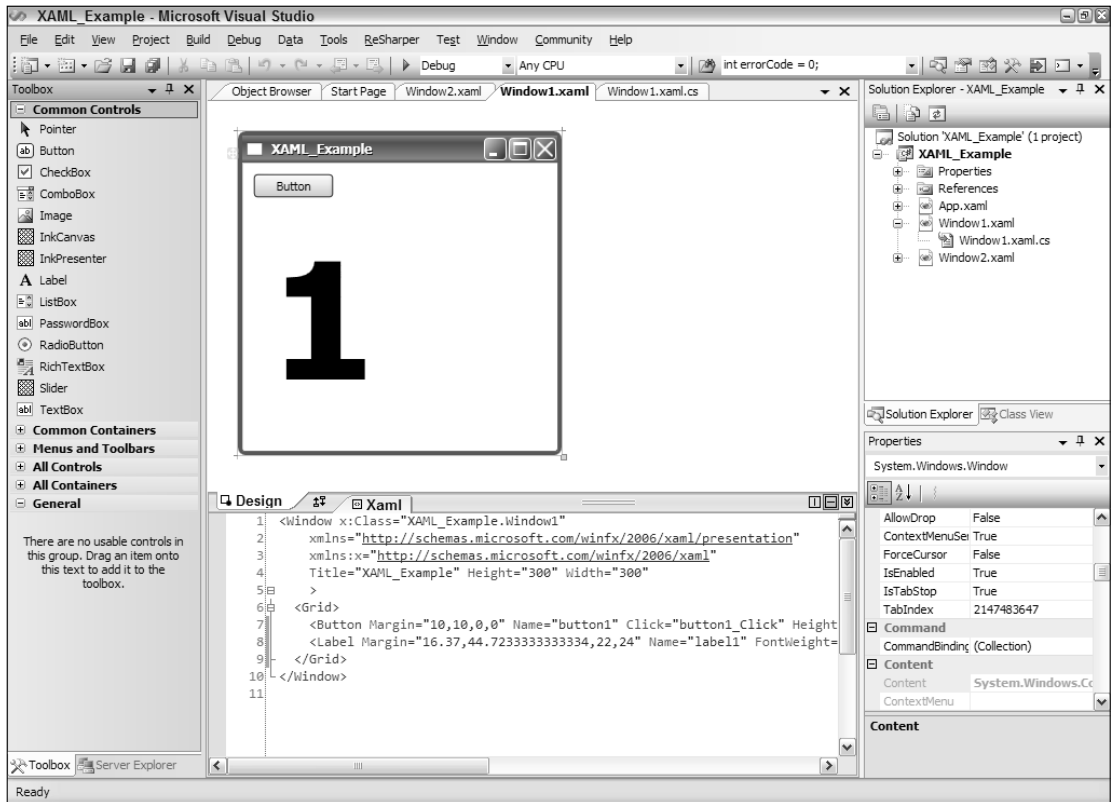 XAML_Example - Microsoft Visual Studio
File Edit View Project Build Debug Data Tools ReSharper Test Window Community Help
Debug Any CPU int errorCode = 0;
Toolbox
Common Controls
Pointer
ab Button
CheckBox
ComboBox
Image
InkCanvas
InkPresenter
A Label
ListBox
abl PasswordBox
RadioButton
RichTextBox
Slider
abl TextBox
Common Containers
Menus and Toolbars
All Controls
All Containers
General
There are no usable controls in
this group. Drag an item onto
this text to add it to the
toolbox.
Toolbox Server Explorer
Object Browser Start Page Window2.xaml Window1.xaml Window1.xaml.cs
XAML_Example
Button
1
Design Xaml
1 <Window x:Class="XAML_Example.Window1"
2 xmlns="http://schemas.microsoft.com/winfx/2006/xaml/presentation"
3 xmlns:x="http://schemas.microsoft.com/winfx/2006/xaml"
4 Title="XAML_Example" Height="300" Width="300"
5 >
6 <Grid>
7 <Button Margin="10,10,0,0" Name="button1" Click="button1_Click" Height
8 <Label Margin="16.37,44.7233333333334,22,24" Name="label1" FontWeight=
9 </Grid>
10 </Window>
11
Solution Explorer - XAML_Example
Solution 'XAML_Example' (1 project)
C# XAML_Example
Properties
References
App.xaml
Window1.xaml
Window1.xaml.cs
Window2.xaml
Solution Explorer Class View
Properties
System.Windows.Window
AllowDrop False
ContextMenuSer True
ForceCursor False
IsEnabled True
IsTabStop True
TabIndex 2147483647
Command
CommandBinding (Collection)
Content
Content System.Windows.Co
ContextMenu
Content
Ready